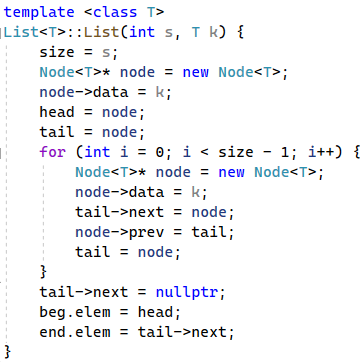 template <class T>
List<T>::List(int s, T k) {
    size = s;
    Node<T>* node = new Node<T>;
    node->data = k;
    head = node;
    tail = node;
    for (int i = 0; i < size - 1; i++) {
        Node<T>* node = new Node<T>;
        node->data = k;
        tail->next = node;
        node->prev = tail;
        tail = node;
    }
    tail->next = nullptr;
    beg.elem = head;
    end.elem = tail->next;
}